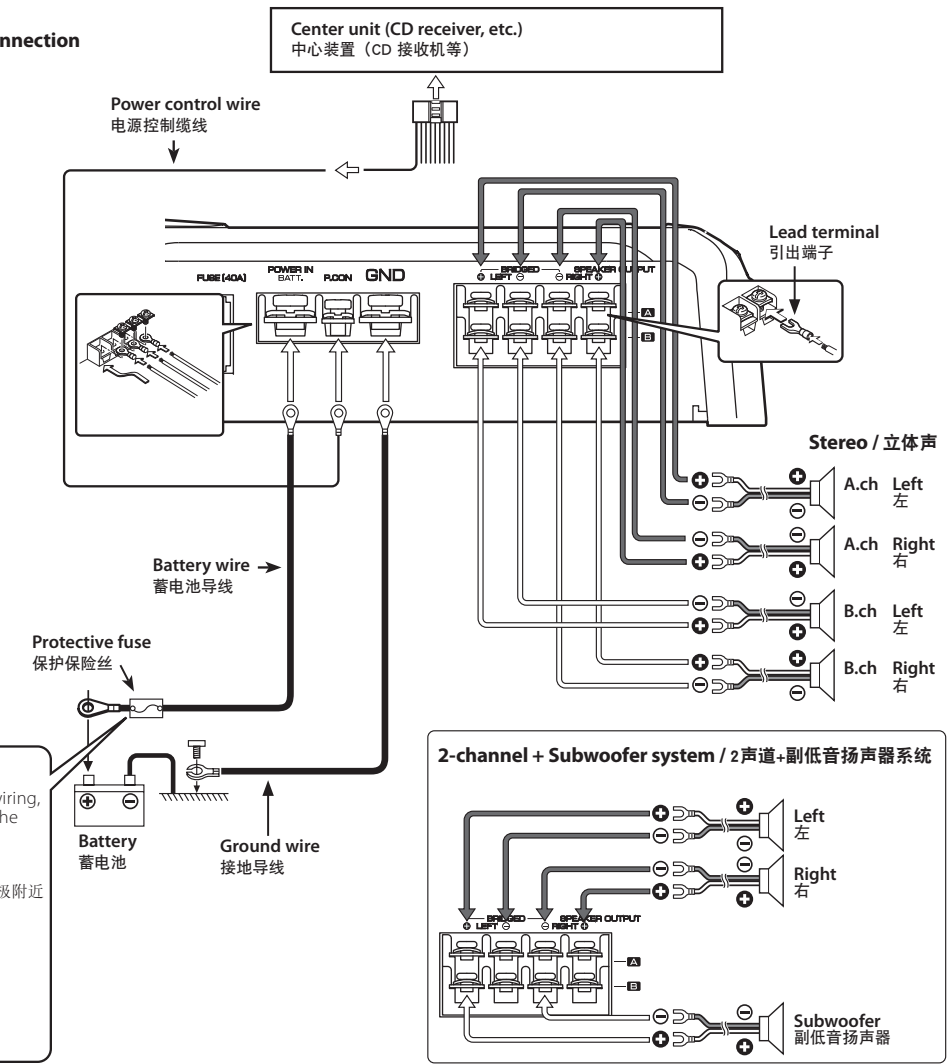 nnection
Center unit (CD receiver, etc.)
中心装置（CD 接收机等）
Power control wire
电源控制缆线
Lead terminal
引出端子
FUSE [40A]
POWER IN
BATT.
P.CON
GND
BRIDGED
SPEAKER OUTPUT
⊕ LEFT ⊖
⊖ RIGHT ⊕
A
B
Stereo / 立体声
A.ch Left
左
A.ch Right
右
B.ch Left
左
B.ch Right
右
Battery wire
蓄电池导线
Protective fuse
保护保险丝
Battery
蓄电池
Ground wire
接地导线
wiring,
he
极附近
2-channel + Subwoofer system / 2声道+副低音扬声器系统
Left
左
Right
右
BRIDGED
SPEAKER OUTPUT
⊕ LEFT ⊖
⊖ RIGHT ⊕
A
B
Subwoofer
副低音扬声器